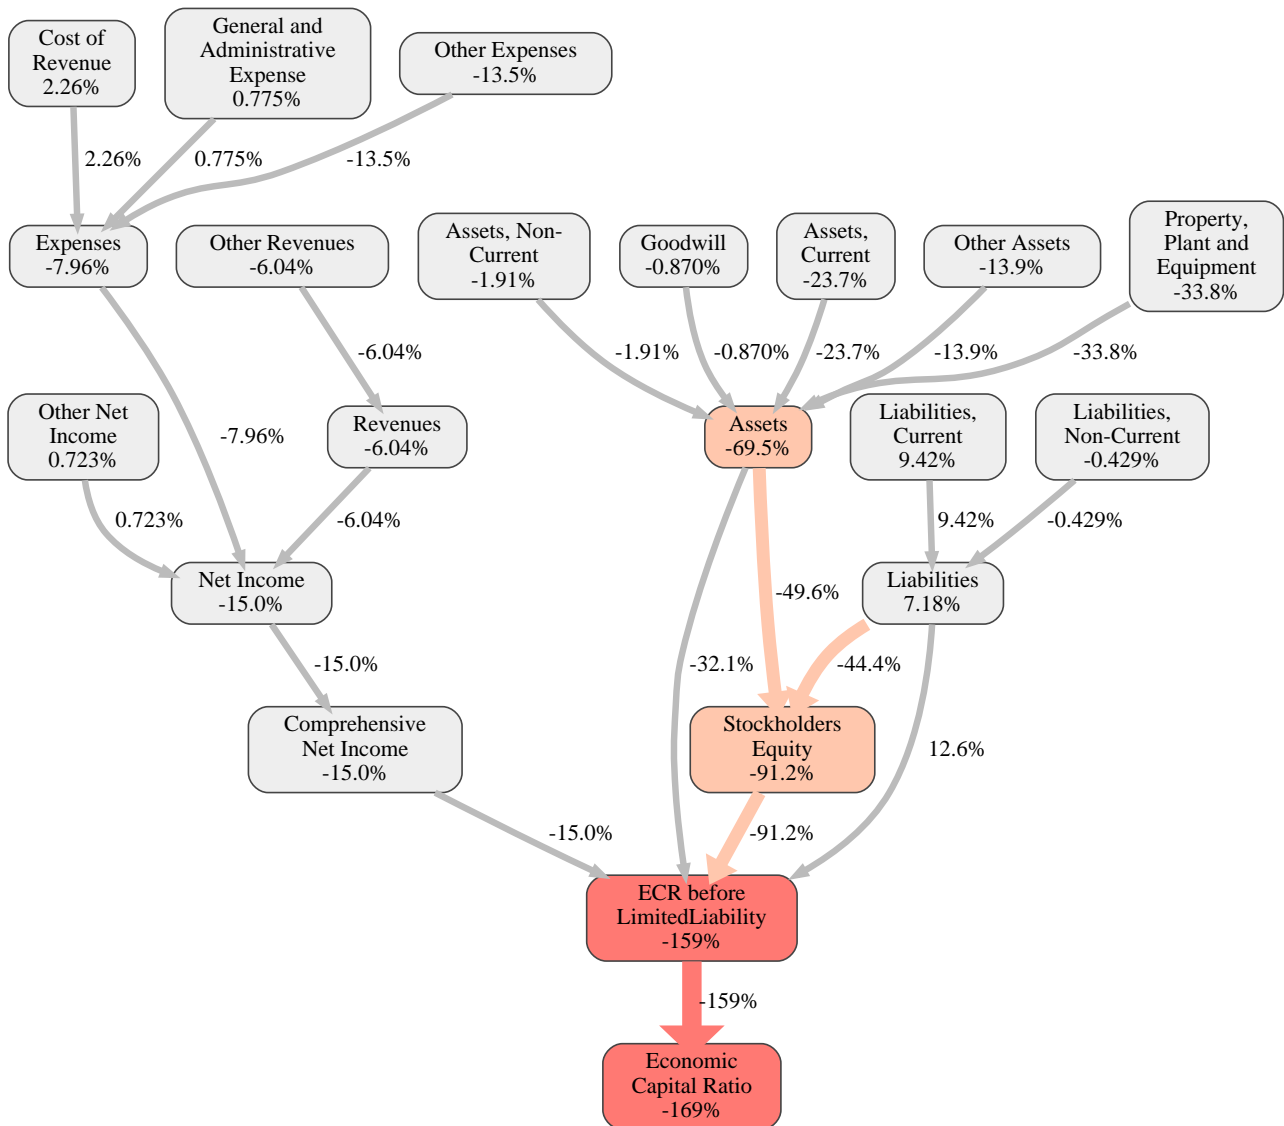 Cost of
Revenue
2.26%
General and
Administrative
Expense
0.775%
Other Expenses
-13.5%
2.26%
0.775%
-13.5%
Expenses
-7.96%
Other Revenues
-6.04%
Assets, Non-
Current
-1.91%
Goodwill
-0.870%
Assets,
Current
-23.7%
Other Assets
-13.9%
Property,
Plant and
Equipment
-33.8%
-6.04%
-1.91%
-0.870%
-23.7%
-13.9%
-33.8%
Other Net
Income
0.723%
-7.96%
Revenues
-6.04%
Assets
-69.5%
Liabilities,
Current
9.42%
Liabilities,
Non-Current
-0.429%
0.723%
-6.04%
9.42%
-0.429%
Net Income
-15.0%
-49.6%
Liabilities
7.18%
-15.0%
-32.1%
-44.4%
Comprehensive
Net Income
-15.0%
Stockholders
Equity
-91.2%
12.6%
-15.0%
-91.2%
ECR before
LimitedLiability
-159%
-159%
Economic
Capital Ratio
-169%